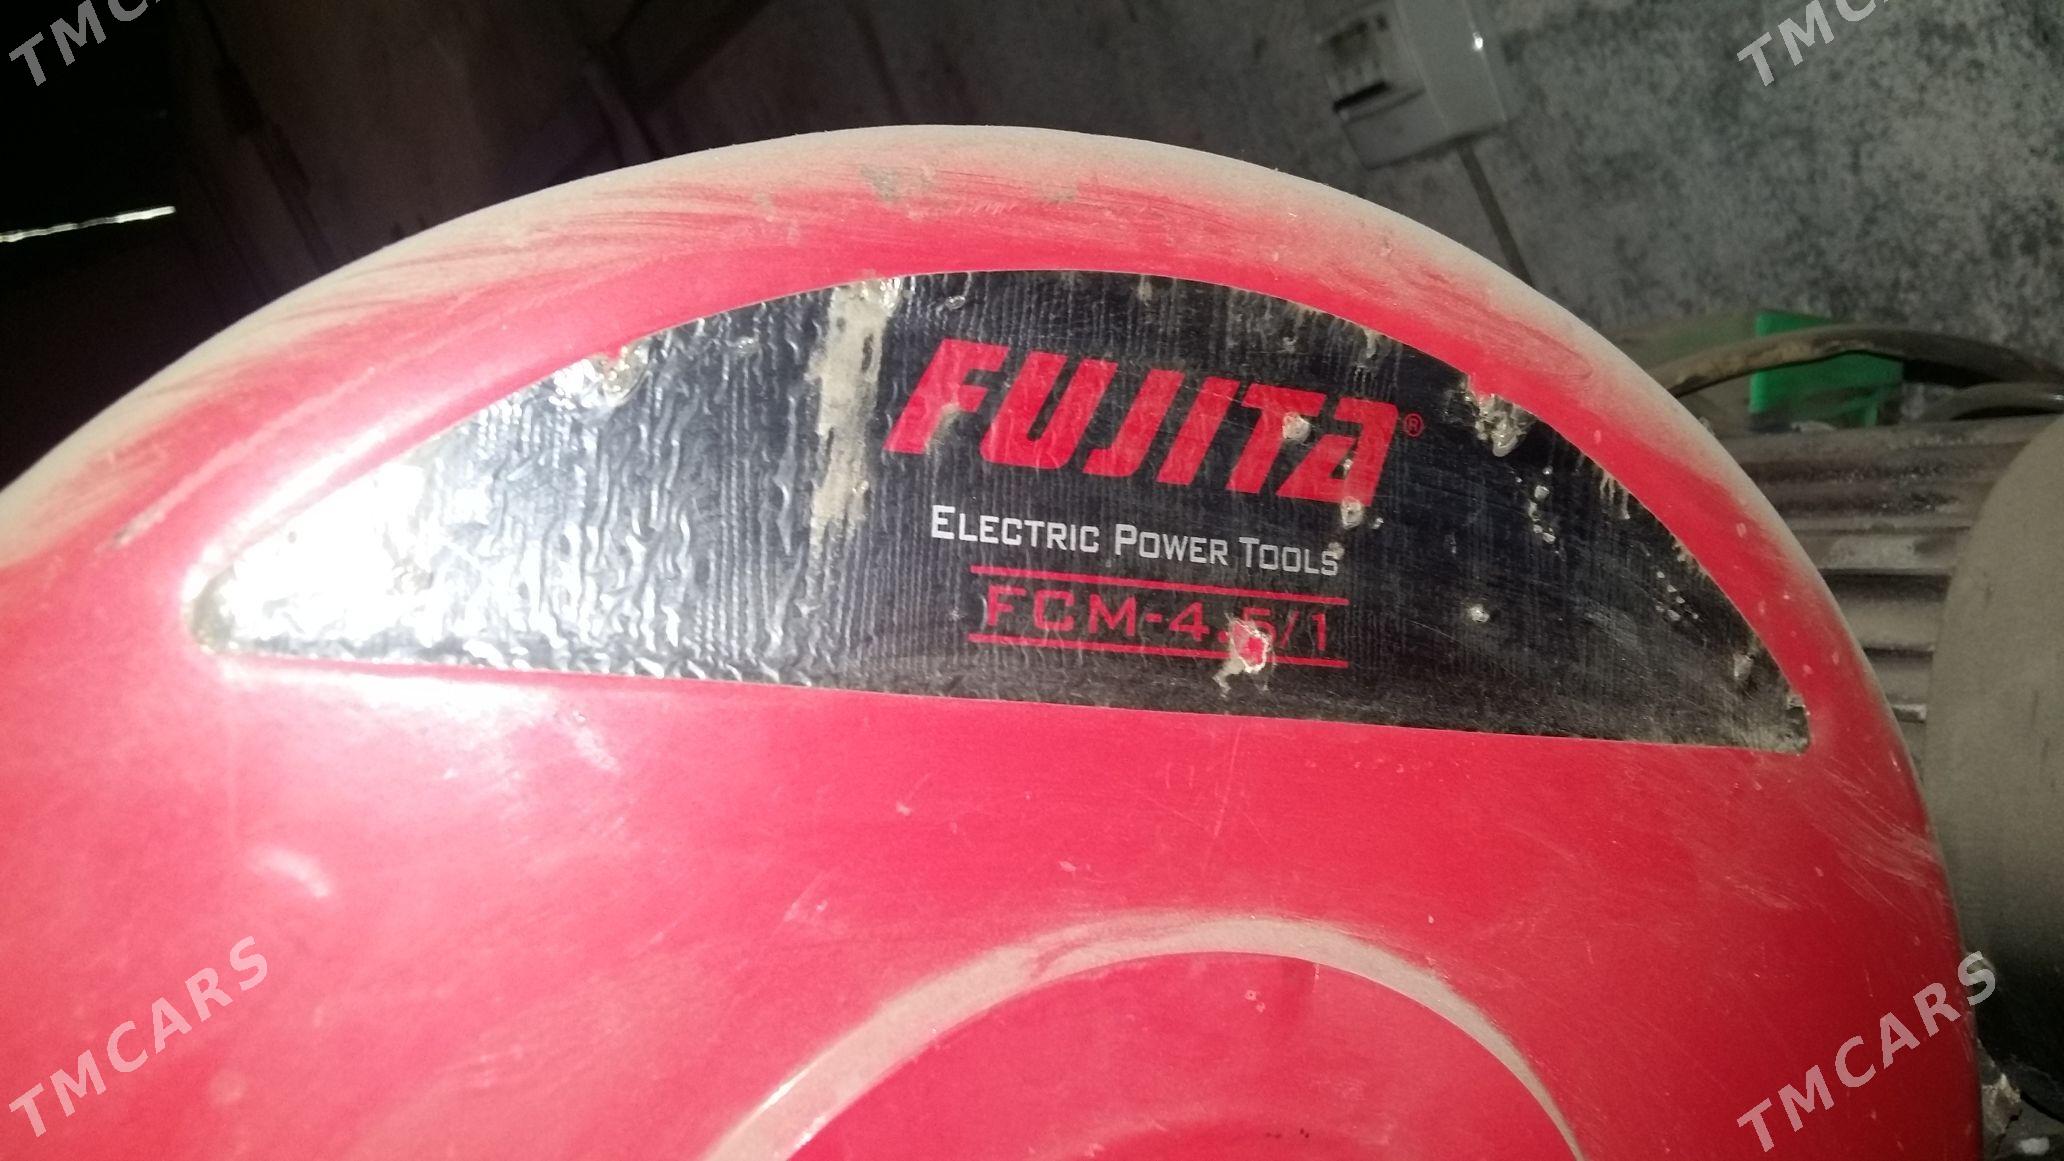 TMCARS
TMCARS
FUJITA®
ELECTRIC POWER TOOLS
FCM-4.5/1
TMCARS
TMCARS